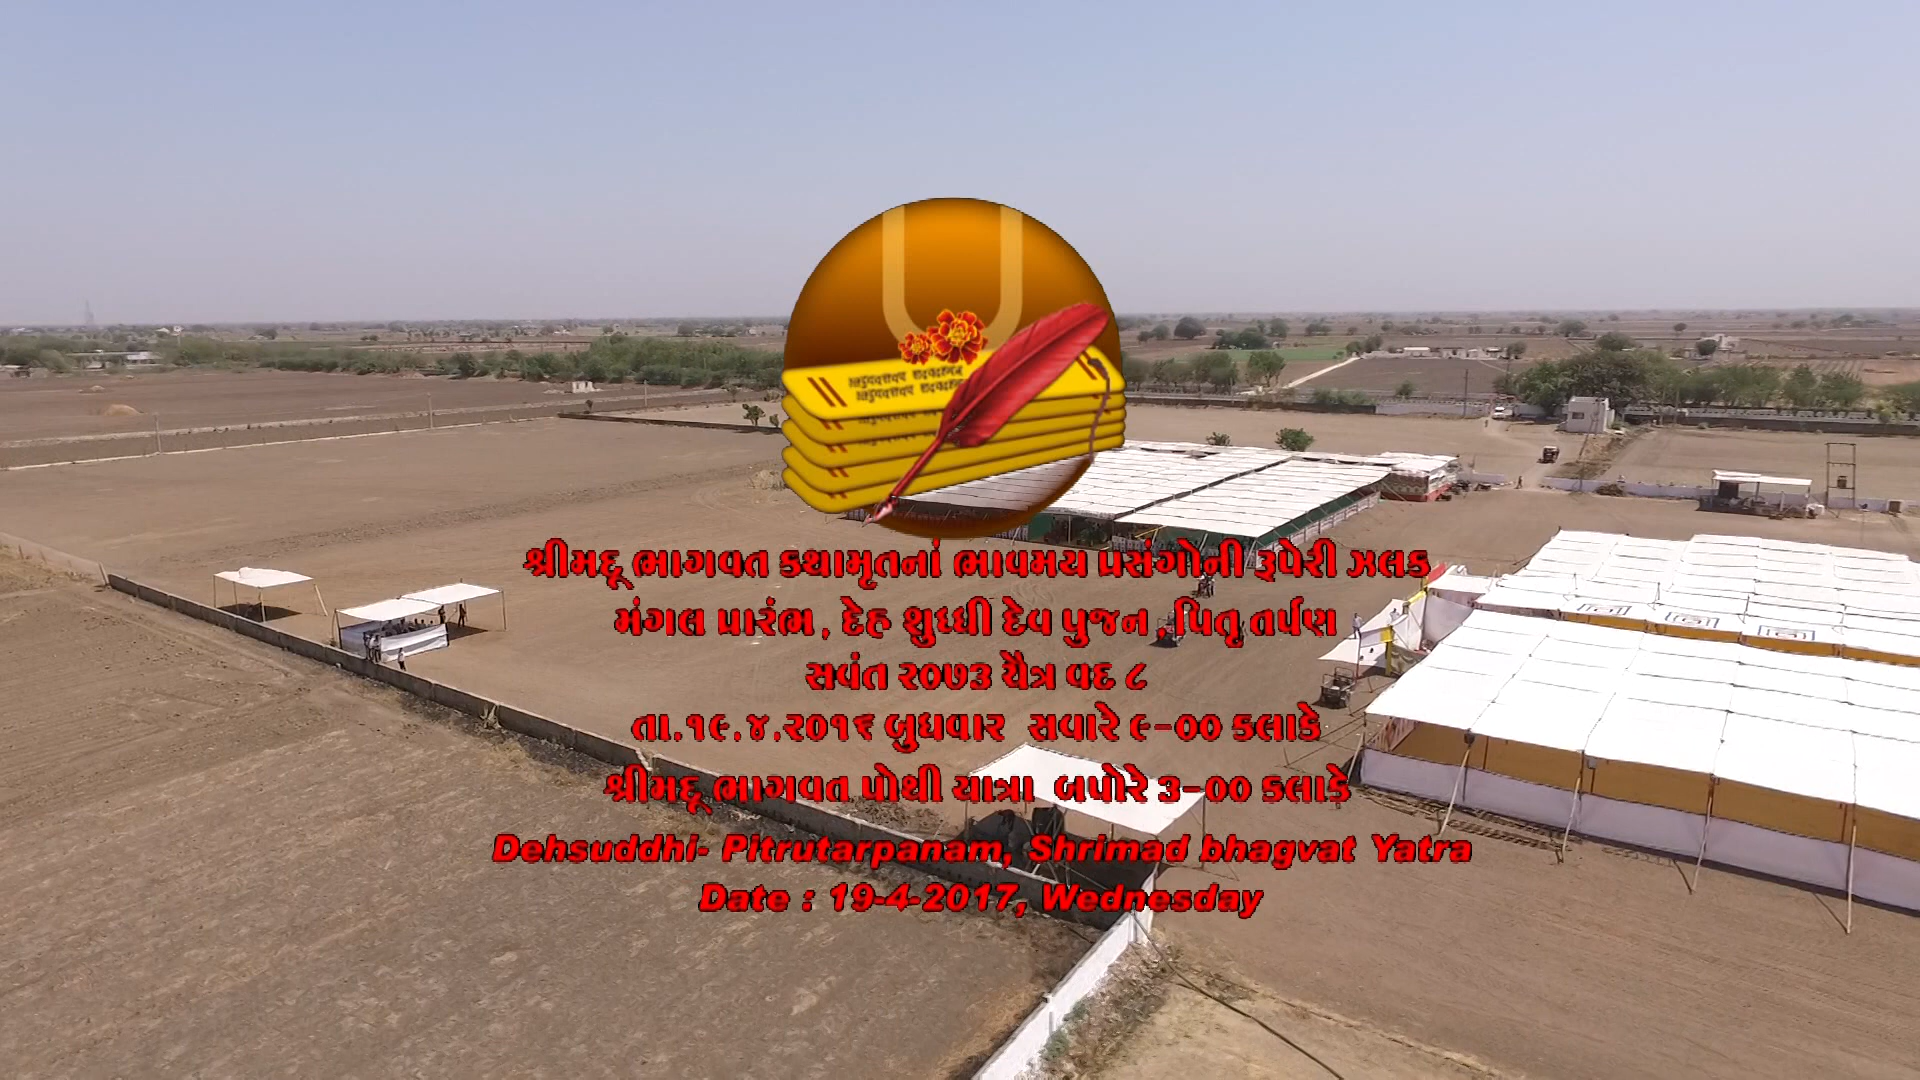 શ્રીમદ્ ભાગવત કથામૃતનાં ભાવમય પ્રસંગોની રૂપેરી ઝલક
મંગલ પ્રારંભ, દેહ શુધ્ધી દેવ પુજન પિતૃ તર્પણ
સવંત ૨૦૭૩ ચૈત્ર વદ ૮
તા.૧૯.૪.૨૦૧૬ બુધવાર સવારે ૯-૦૦ કલાકે
શ્રીમદ્ ભાગવત પોથી યાત્રા બપોરે ૩-૦૦ કલાકે
Dehsuddhi- Pitrutarpanam, Shrimad bhagvat Yatra
Date : 19-4-2017, Wednesday